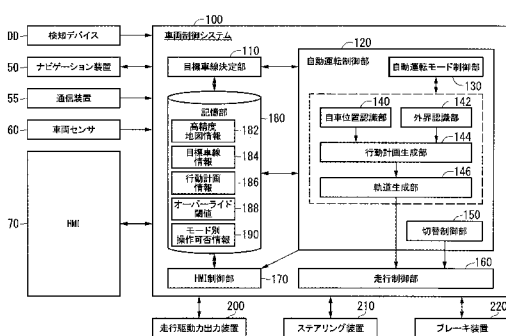 100
車両制御システム
DD
検知デバイス
50
ナビゲーション装置
55
通信装置
60
車両センサ
70
HMI
110
目標車線決定部
180
記憶部
高精度
地図情報
182
目標車線
情報
184
行動計画
情報
186
オーバーライド
閾値
188
モード別
操作可否情報
190
HMI制御部
170
120
自動運転制御部
自動運転モード制御部
130
140
自車位置認識部
142
外界認識部
144
行動計画生成部
146
軌道生成部
150
切替制御部
160
走行制御部
200
走行駆動力出力装置
210
ステアリング装置
220
ブレーキ装置